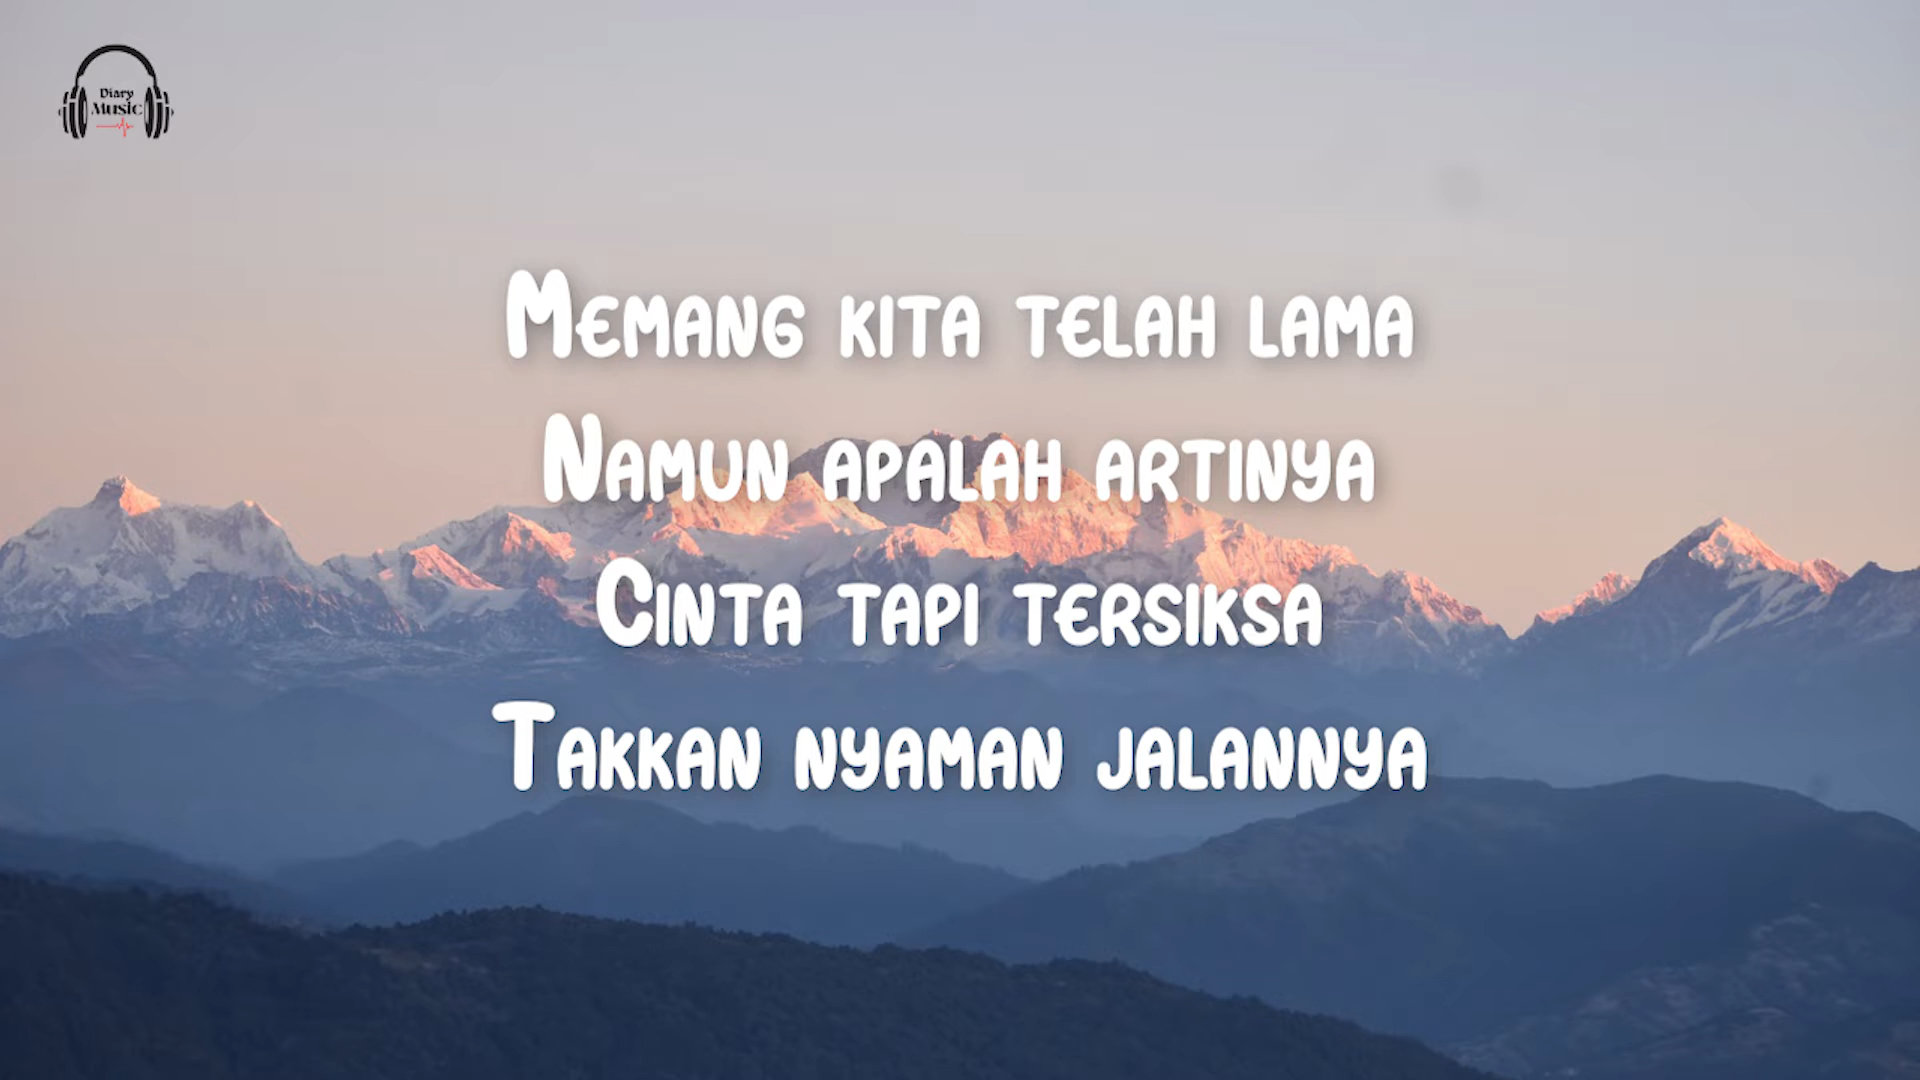 Diary
Music
Memang kita telah lama
Namun apalah artinya
Cinta tapi tersiksa
Takkan nyaman jalannya